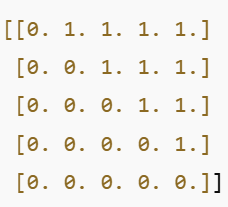 [[0. 1. 1. 1. 1.]
[0. 0. 1. 1. 1.]
[0. 0. 0. 1. 1.]
[0. 0. 0. 0. 1.]
[0. 0. 0. 0. 0.]]